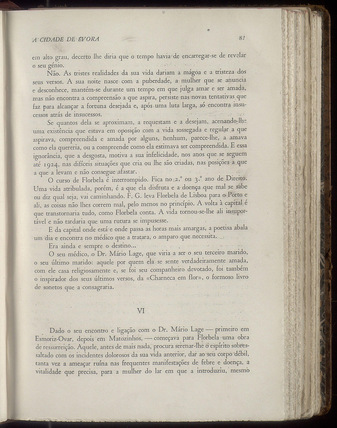 A CIDADE DE ÉVORA 81
em alto grau, decerto lhe diria que o tempo havia-de encarregar-se de revelar
o seu génio.
Não. As tristes realidades da sua vida dariam a mágoa e a tristeza dos
seus versos. A sua noite nasce com a puberdade, a mulher que se anuncia
e desconhece, mantém-se durante um tempo em que julga amar e ser amada,
mas não encontra a compreensão a que aspira, persiste nas novas tentativas que
faz para alcançar a fortuna desejada e, após uma luta larga, só encontra insu-
cessos atrás de insucessos.
Se quantos dela se aproximam, a requestam e a desejam, acenando-lhe
uma existência que estava em oposição com a vida sossegada e regular a que
aspirava, compreendida e amada por alguns, nenhum, parece-lhe, a amava
como ela queria, ou a compreende como ela estimava ser compreendida. E essa
ignorância, que a desgosta, motiva a sua infelicidade, nos anos que se seguem
até 1924, nas difíceis situações que cria ou lhe são criadas, nas posições a que
a que a levam e não consegue afastar.
O curso de Florbela é interrompido. Fica no 2.º ou 3.º ano de Direito.
Uma vida atribulada, porém, é a que ela disfruta e a doença que mal se sabe
ou diz qual seja, vai caminhando. F. G. leva Florbela de Lisboa para o Porto e
ali, as coisas não lhes correm mal, pelo menos no princípio. A volta à capital é
que transtornaria tudo, como Florbela conta. A vida tornou-se-lhe ali insupor-
tável e não tardaria que uma rutura se impusesse.
E da capital onde está e onde passa as horas mais amargas, a poetisa abala
um dia e encontra no médico que a tratara, o amparo que necessita.
Era ainda e sempre o destino...
O seu médico, o Dr. Mário Lage, que viria a ser o seu terceiro marido,
o seu último marido: aquele por quem ela se sente verdadeiramente amada,
com ele casa religiosamente e, se foi seu companheiro devotado, foi também
o inspirador dos seus últimos versos, da «Charneca em flor», o formoso livro
de sonetos que a consagraria.
VI
Dado o seu encontro e ligação com o Dr. Mário Lage — primeiro em
Esmoriz-Ovar, depois em Matozinhos, — começava para Florbela uma obra
de ressurreição. Aquele, antes de mais nada, procura serenar-lhe o espírito sobres-
saltado com os incidentes dolorosos da sua vida anterior, dar ao seu corpo débil,
tanta vez a ameaçar ruína nas frequentes manifestações de febre e doença, a
vitalidade que precisa, para a mulher do lar em que a introduziu, mesmo